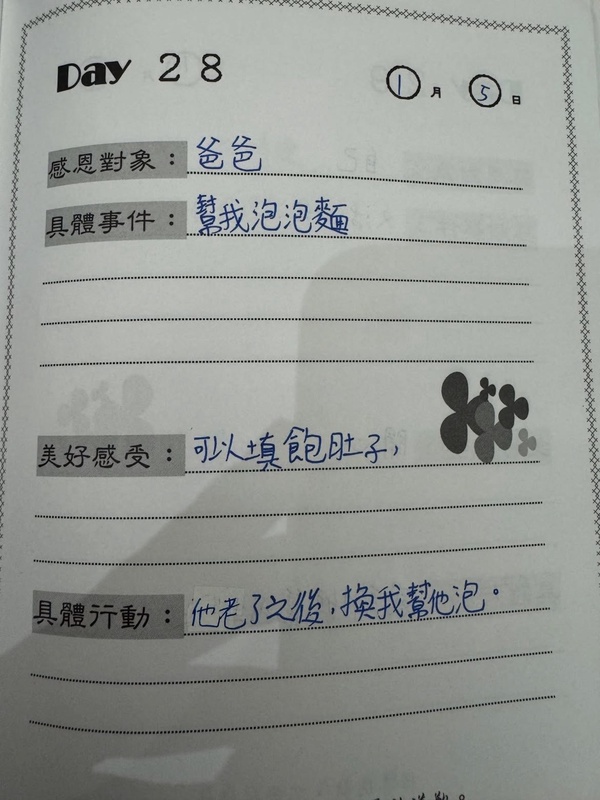 Day 28
1月5日
感恩對象：爸爸
具體事件：幫我泡泡麵
美好感受：可以填飽肚子，
具體行動：他老了之後，換我幫他泡。